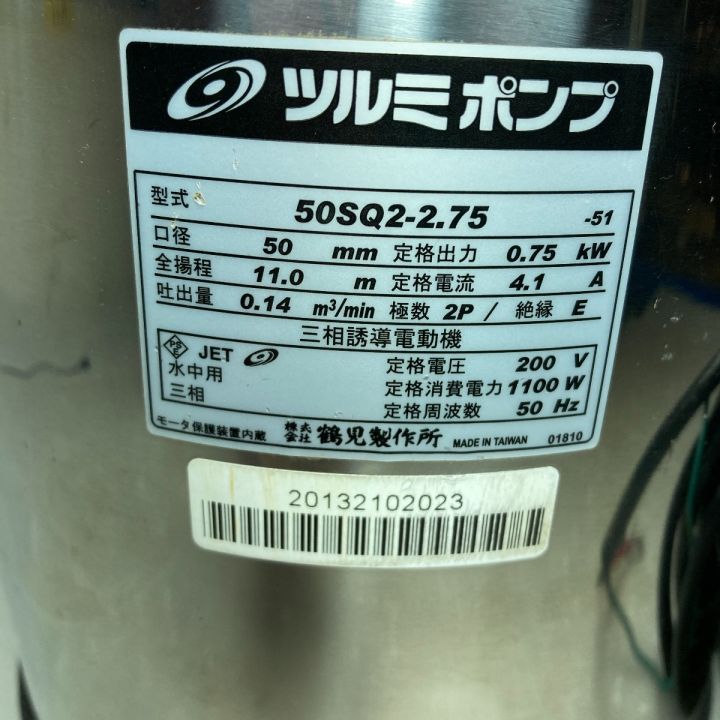 ツルミポンプ
型式 50SQ2-2.75 -51
口径 50 mm 定格出力 0.75 kW
全揚程 11.0 m 定格電流 4.1 A
吐出量 0.14 m³/min 極数 2P / 絶縁 E
三相誘導電動機
PSE JET 定格電圧 200 V
水中用 定格消費電力 1100 W
三相 定格周波数 50 Hz
モータ保護装置内蔵 株式会社 鶴見製作所 MADE IN TAIWAN 01810
20132102023